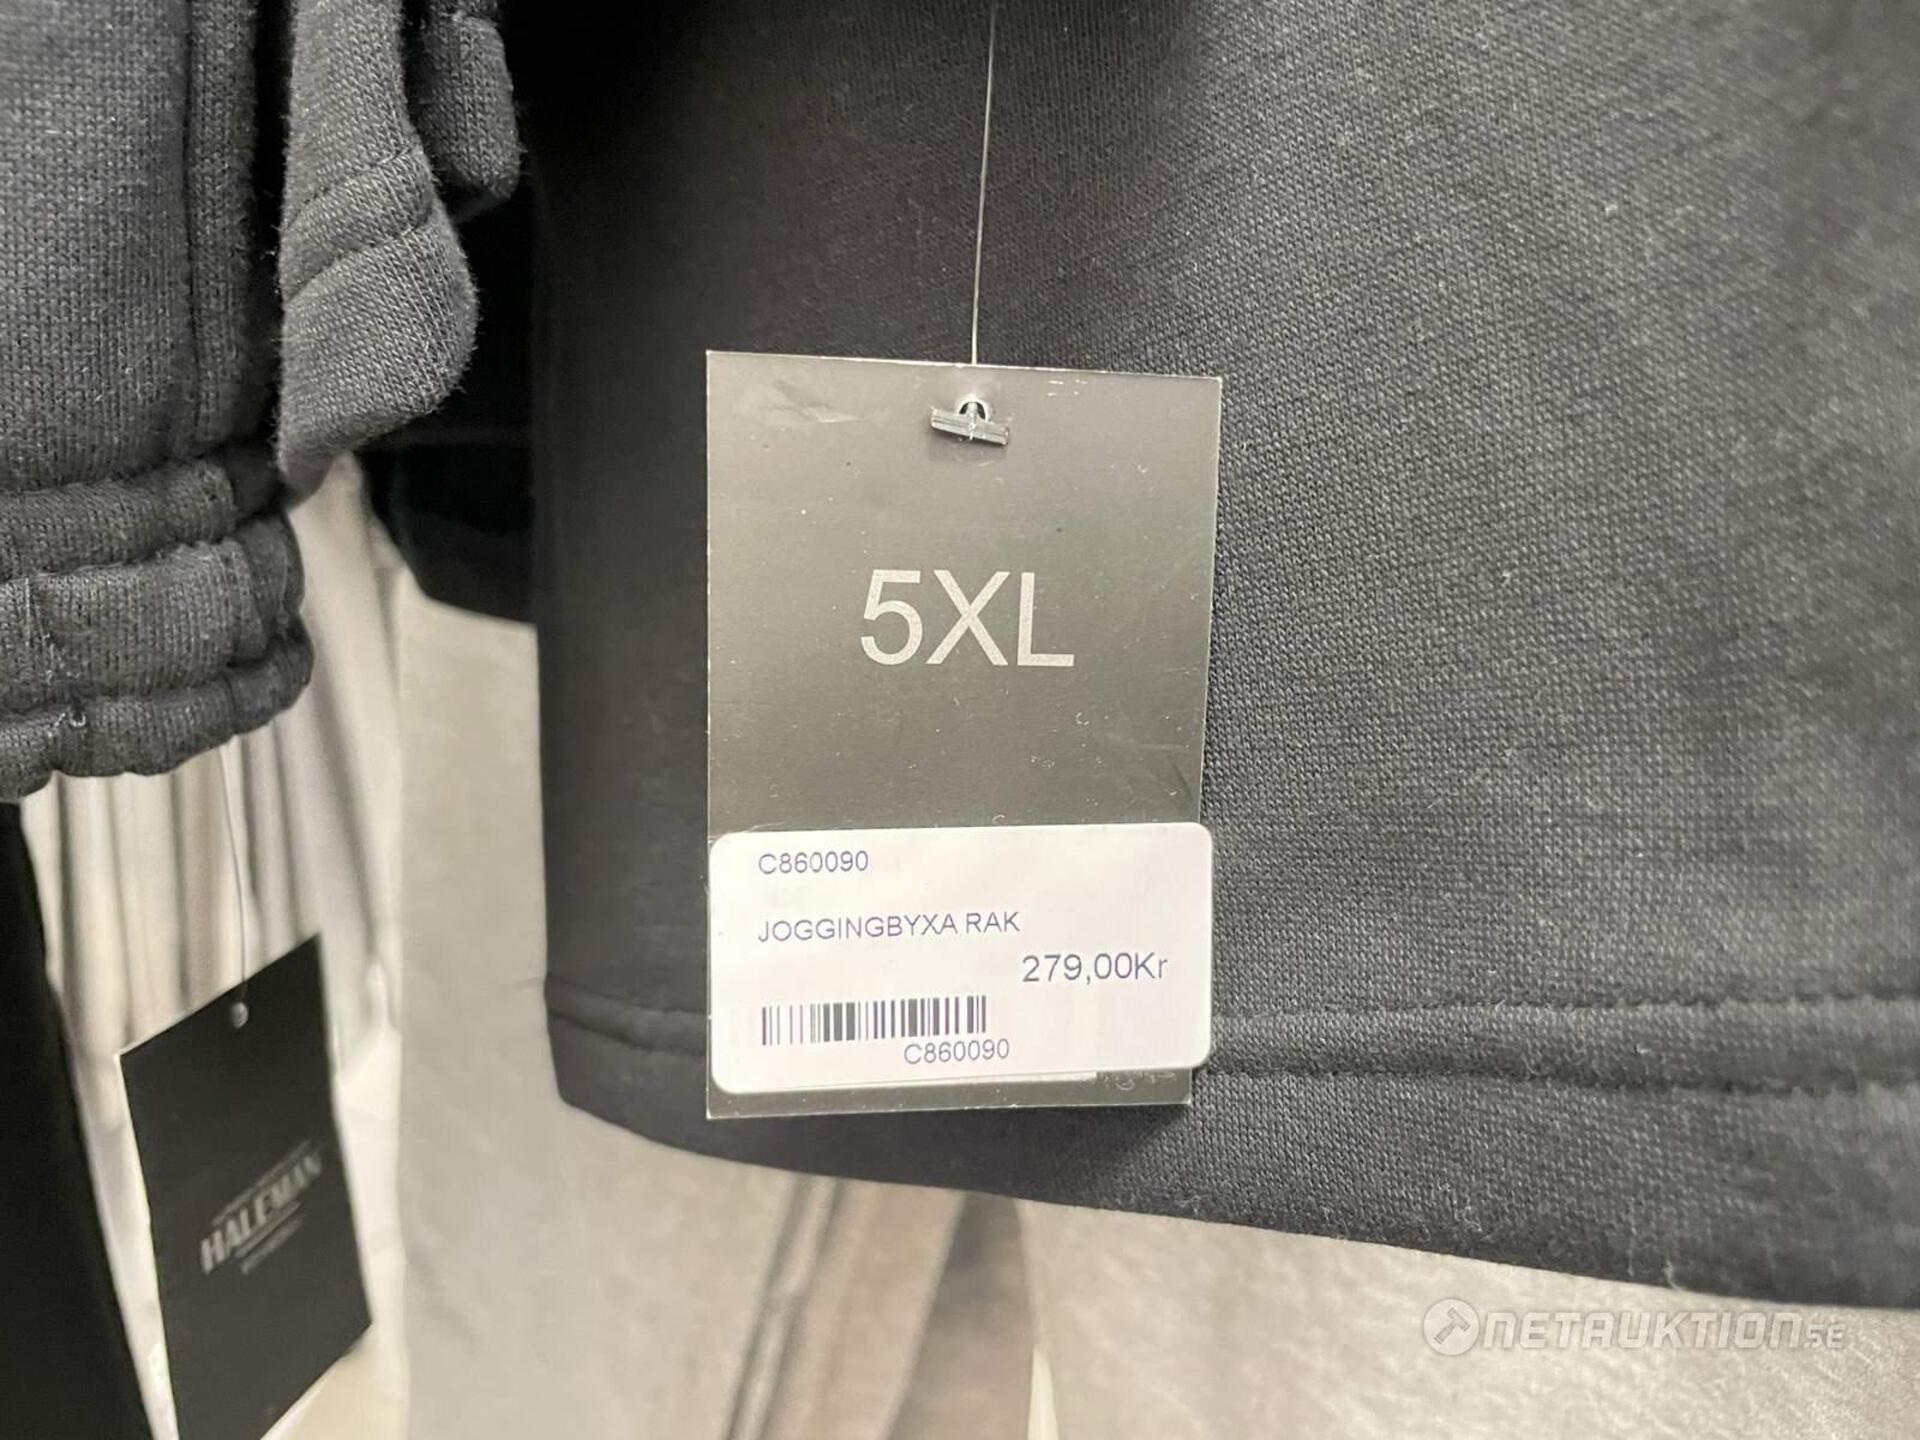 5XL
C860090
JOGGINGBYXA RAK
279,00Kr
C860090
HALEMAN
NETAUKTION.SE